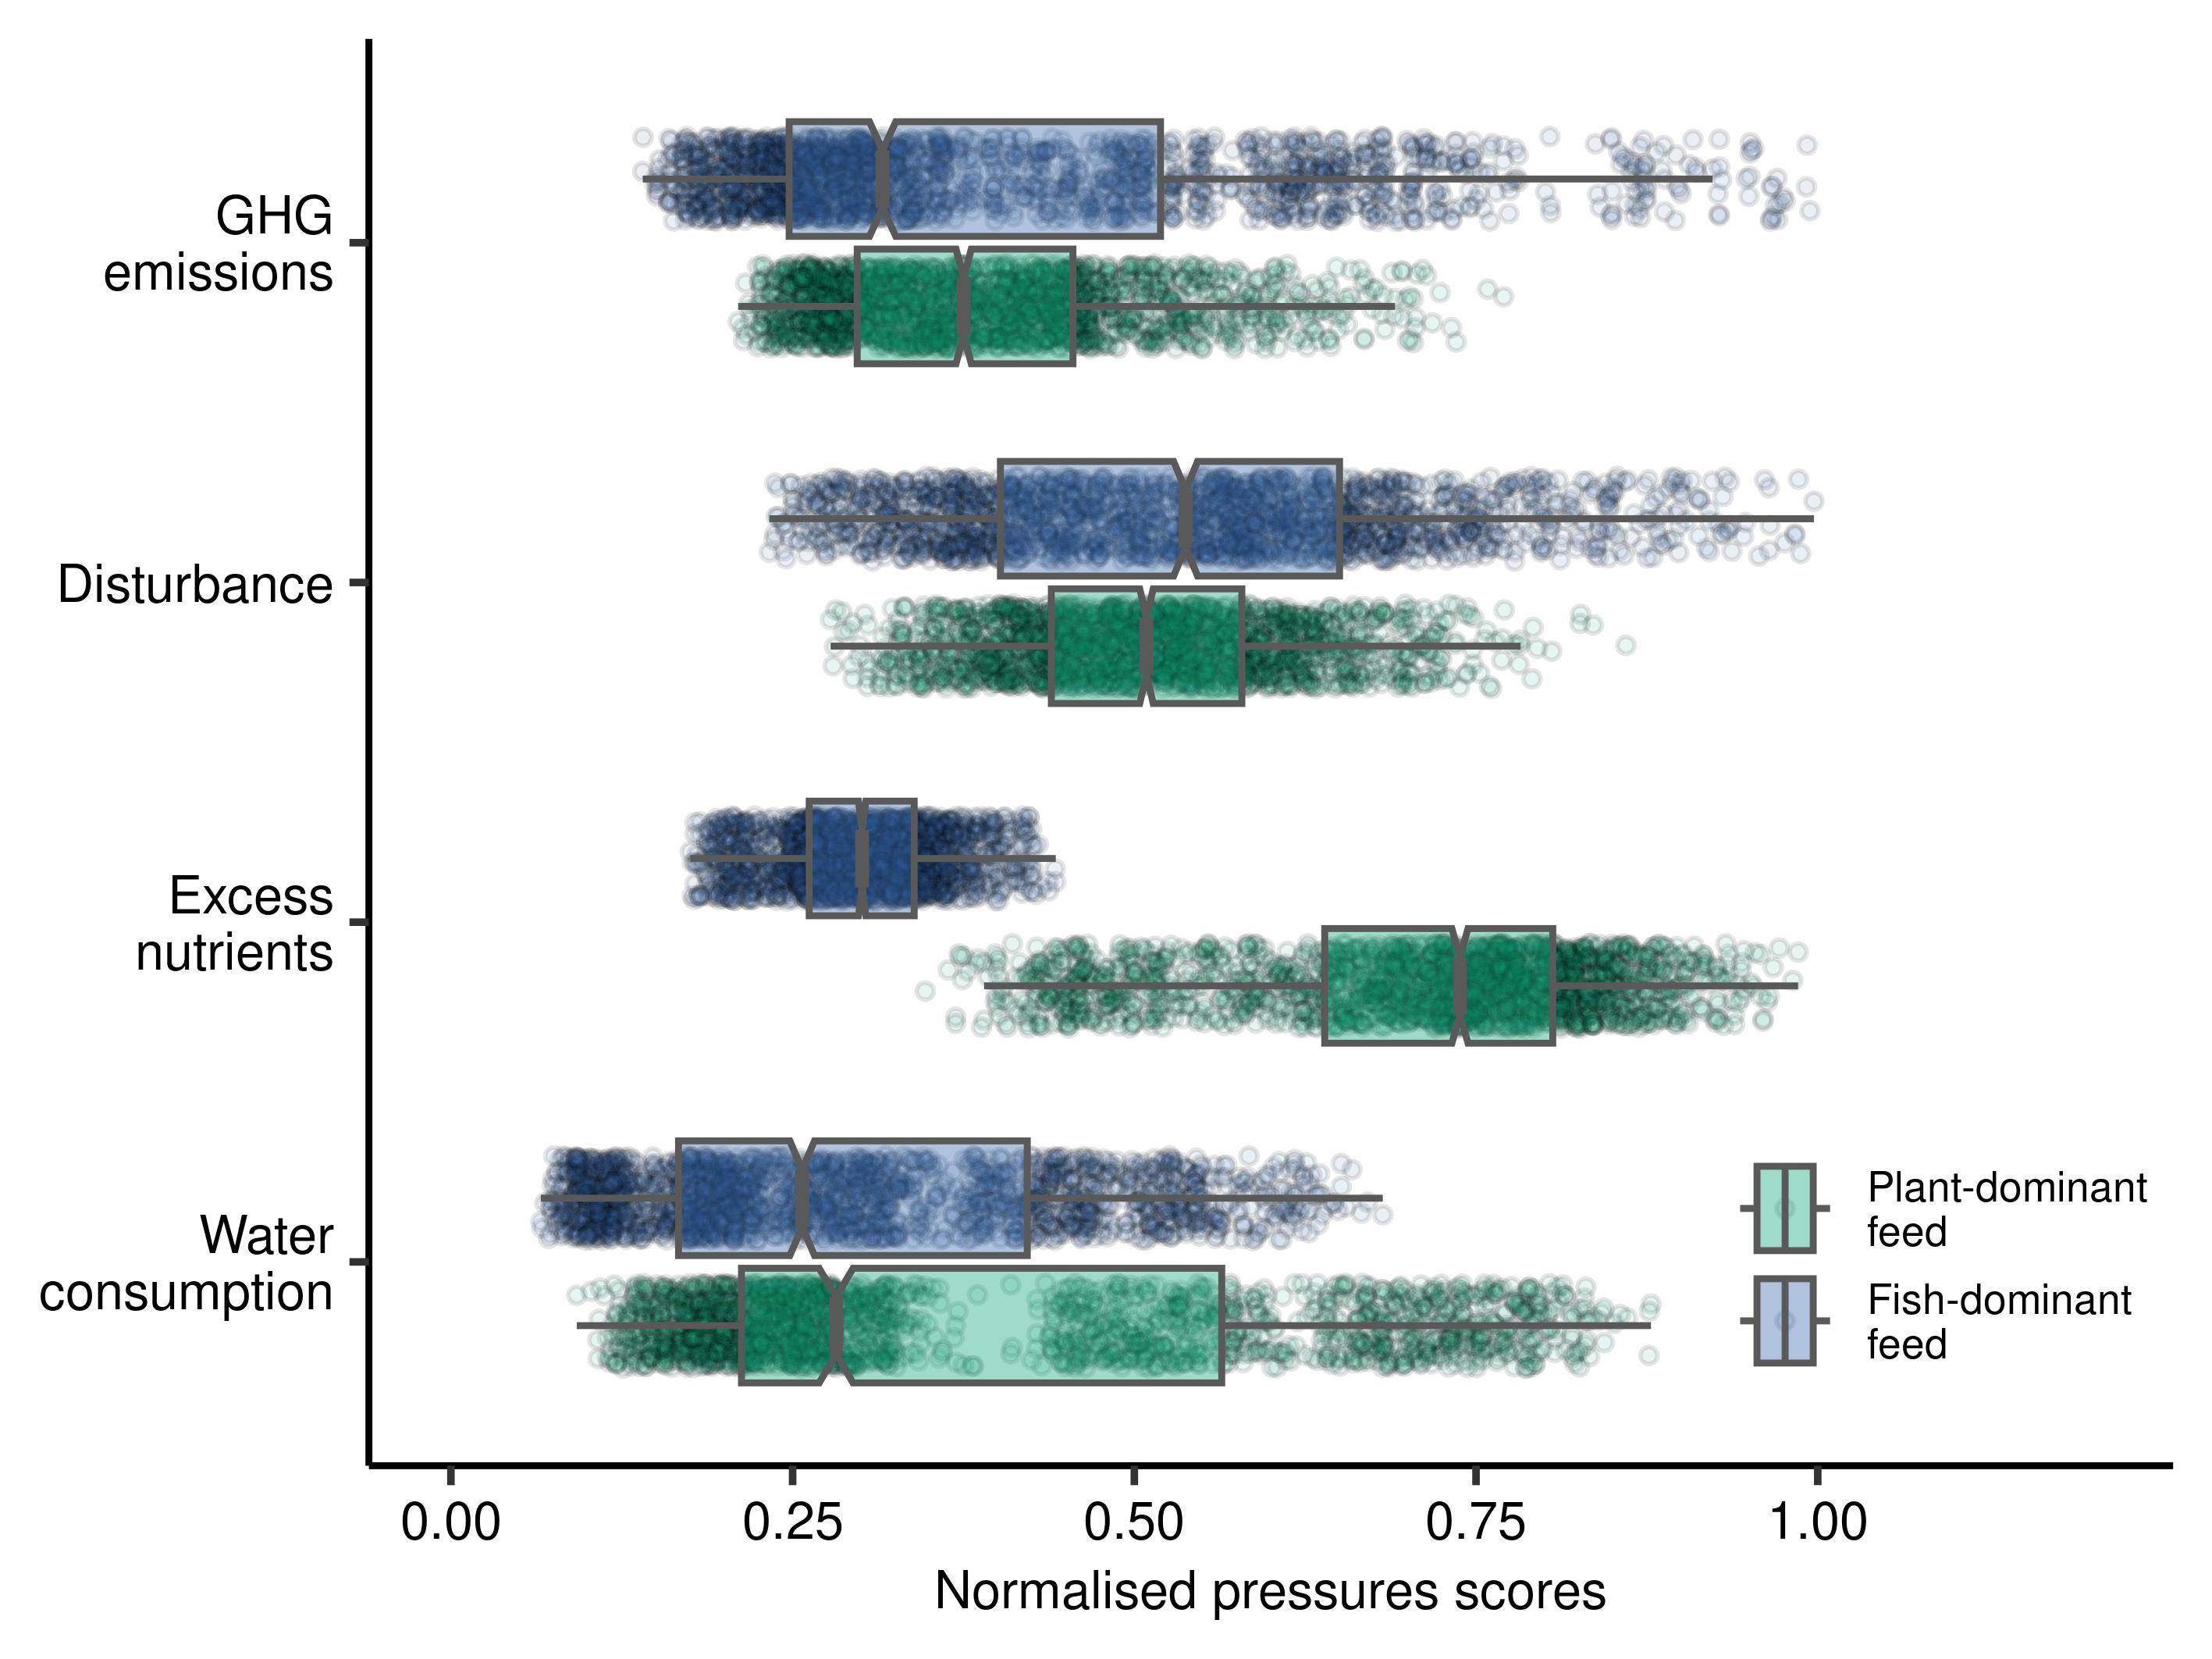 GHG
emissions
Disturbance
Excess
nutrients
Water
consumption
Plant-dominant
feed
Fish-dominant
feed
0.00
0.25
0.50
0.75
1.00
Normalised pressures scores